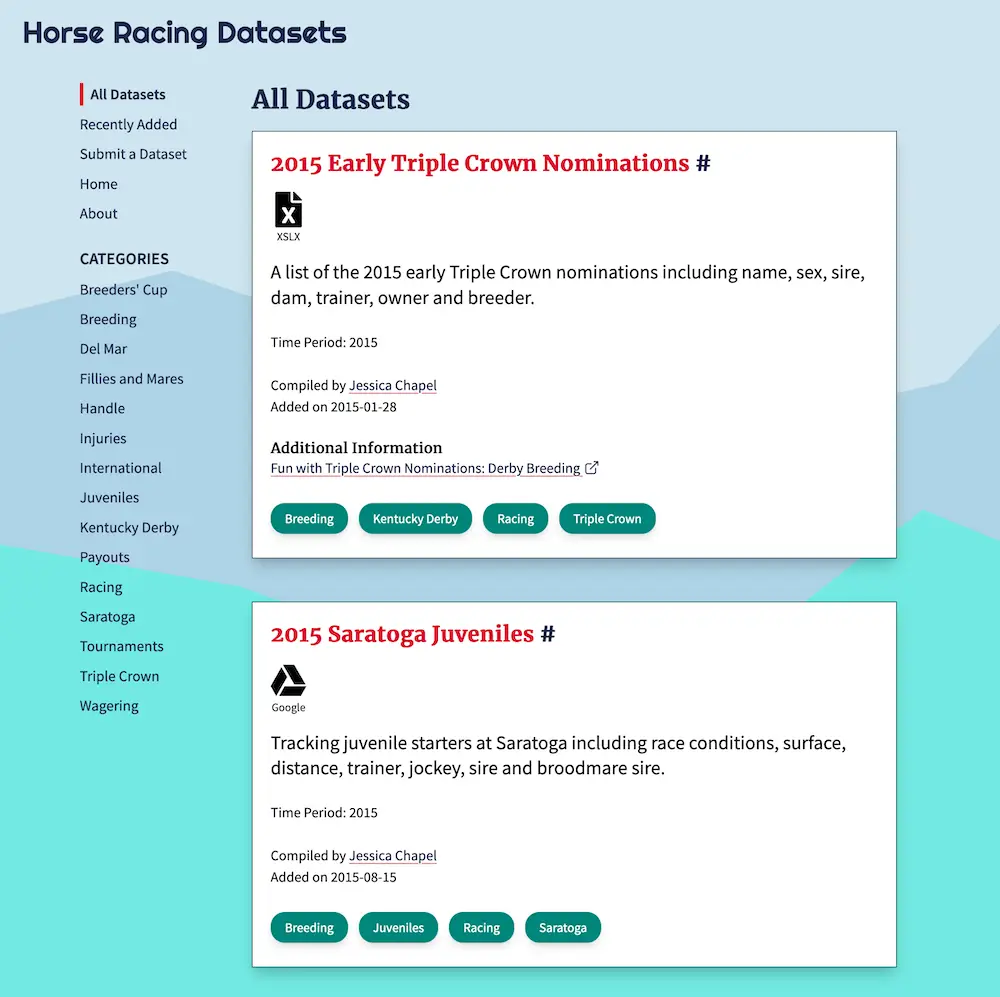 Horse Racing Datasets
All Datasets
Recently Added
Submit a Dataset
Home
About
CATEGORIES
Breeders' Cup
Breeding
Del Mar
Fillies and Mares
Handle
Injuries
International
Juveniles
Kentucky Derby
Payouts
Racing
Saratoga
Tournaments
Triple Crown
Wagering
All Datasets
2015 Early Triple Crown Nominations #
XSLX
A list of the 2015 early Triple Crown nominations including name, sex, sire,
dam, trainer, owner and breeder.
Time Period: 2015
Compiled by Jessica Chapel
Added on 2015-01-28
Additional Information
Fun with Triple Crown Nominations: Derby Breeding
Breeding Kentucky Derby Racing Triple Crown
2015 Saratoga Juveniles #
Google
Tracking juvenile starters at Saratoga including race conditions, surface,
distance, trainer, jockey, sire and broodmare sire.
Time Period: 2015
Compiled by Jessica Chapel
Added on 2015-08-15
Breeding Juveniles Racing Saratoga